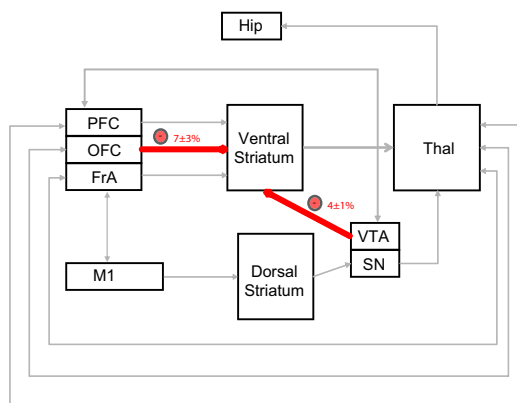 Hip
PFC
OFC
FrA
- 7±3%
Ventral
Striatum
Thal
- 4±1%
VTA
SN
M1
Dorsal
Striatum